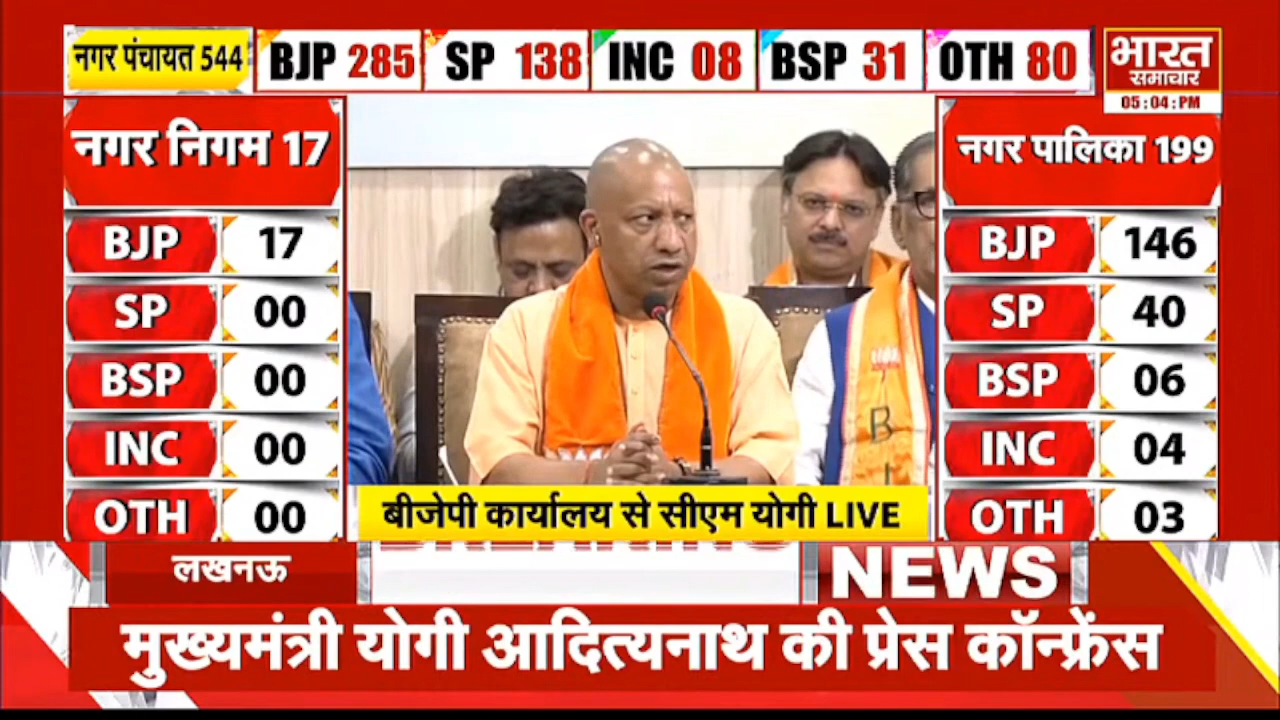 नगर पंचायत 544 BJP 285 SP 138 INC 08 BSP 31 OTH 80
भारत
समाचार
05:04:PM
नगर निगम 17
BJP 17
SP 00
BSP 00
INC 00
OTH 00
नगर पालिका 199
BJP 146
SP 40
BSP 06
INC 04
OTH 03
B
J
बीजेपी कार्यालय से सीएम योगी LIVE
लखनऊ
NEWS
मुख्यमंत्री योगी आदित्यनाथ की प्रेस कॉन्फ्रेंस